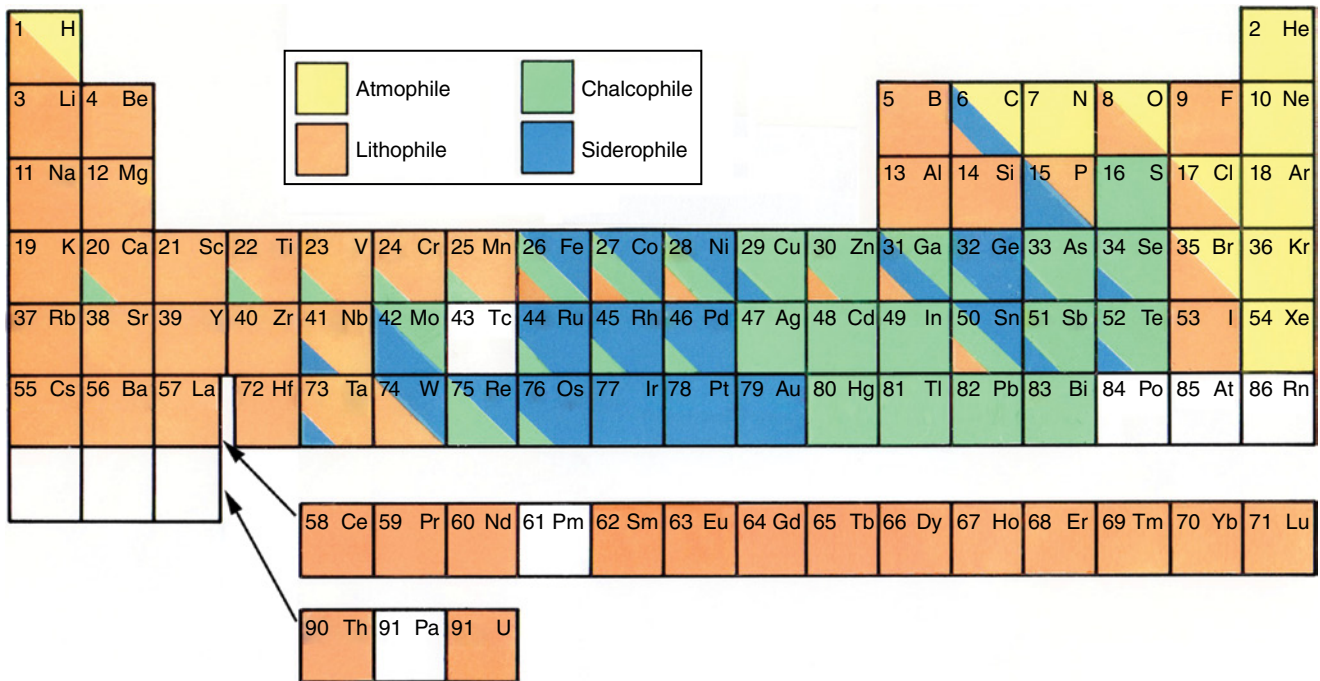 1 H
2 He
Atmophile
Chalcophile
Lithophile
Siderophile
3 Li 4 Be 5 B 6 C 7 N 8 O 9 F 10 Ne
11 Na 12 Mg 13 Al 14 Si 15 P 16 S 17 Cl 18 Ar
19 K 20 Ca 21 Sc 22 Ti 23 V 24 Cr 25 Mn 26 Fe 27 Co 28 Ni 29 Cu 30 Zn 31 Ga 32 Ge 33 As 34 Se 35 Br 36 Kr
37 Rb 38 Sr 39 Y 40 Zr 41 Nb 42 Mo 43 Tc 44 Ru 45 Rh 46 Pd 47 Ag 48 Cd 49 In 50 Sn 51 Sb 52 Te 53 I 54 Xe
55 Cs 56 Ba 57 La 72 Hf 73 Ta 74 W 75 Re 76 Os 77 Ir 78 Pt 79 Au 80 Hg 81 Tl 82 Pb 83 Bi 84 Po 85 At 86 Rn
58 Ce 59 Pr 60 Nd 61 Pm 62 Sm 63 Eu 64 Gd 65 Tb 66 Dy 67 Ho 68 Er 69 Tm 70 Yb 71 Lu
90 Th 91 Pa 91 U